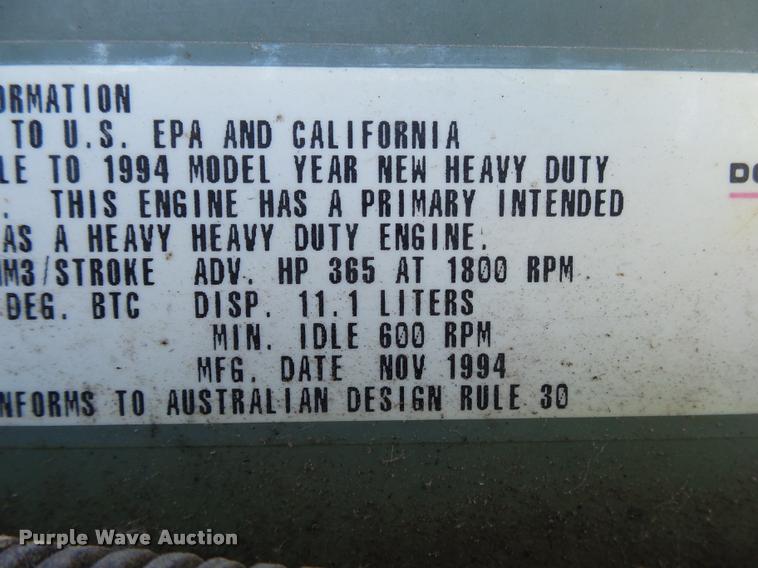 ORMATION
TO U.S. EPA AND CALIFORNIA
LE TO 1994 MODEL YEAR NEW HEAVY DUTY
. THIS ENGINE HAS A PRIMARY INTENDED
AS A HEAVY HEAVY DUTY ENGINE.
MM3/STROKE ADV. HP 365 AT 1800 RPM
DEG. BTC DISP. 11.1 LITERS
MIN. IDLE 600 RPM
MFG. DATE NOV 1994
NFORMS TO AUSTRALIAN DESIGN RULE 30
Purple Wave Auction